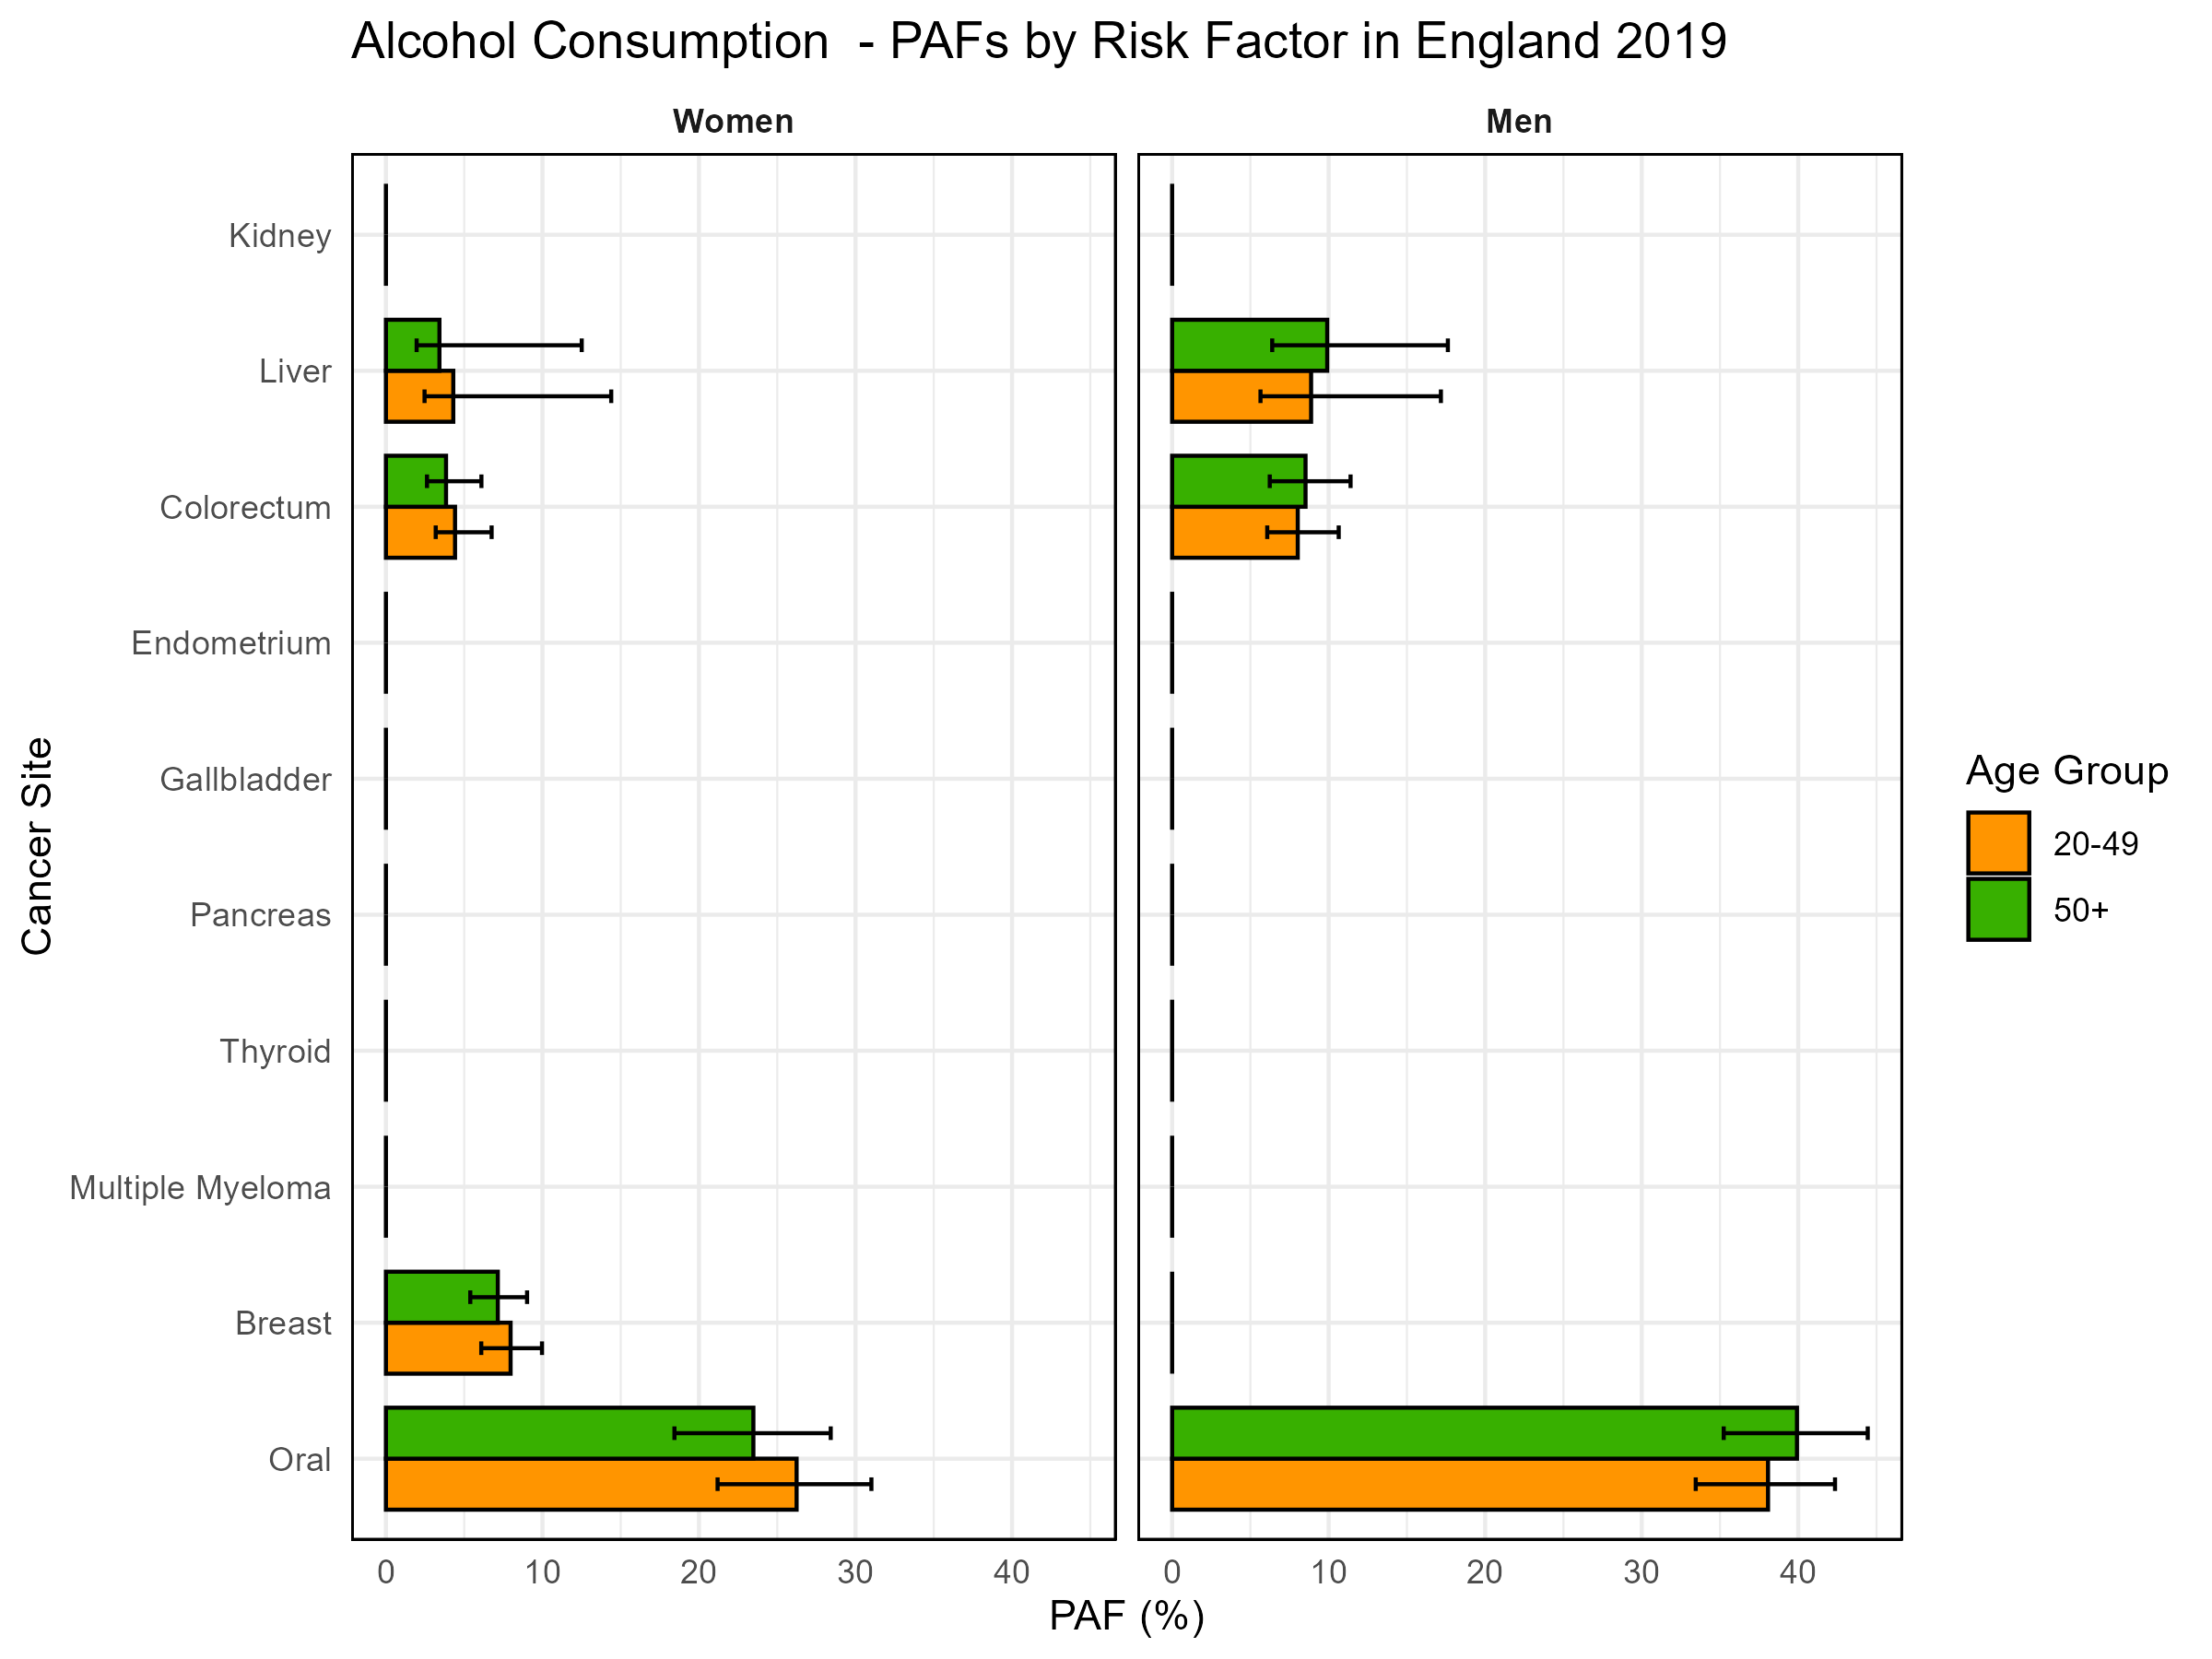 Alcohol Consumption  - PAFs by Risk Factor in England 2019
Women
Men
Cancer Site
Kidney
Liver
Colorectum
Endometrium
Gallbladder
Pancreas
Thyroid
Multiple Myeloma
Breast
Oral
0 10 20 30 40
0 10 20 30 40
PAF (%)
Age Group
20-49
50+